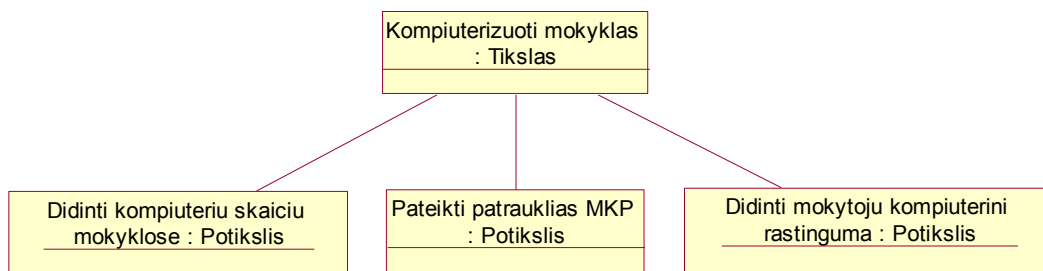 Kompiuterizuoti mokyklas
: Tikslas
Didinti kompiuteriu skaiciu
mokyklose : Potikslis
Pateikti patrauklias MKP
: Potikslis
Didinti mokytoju kompiuterini
rastinguma : Potikslis